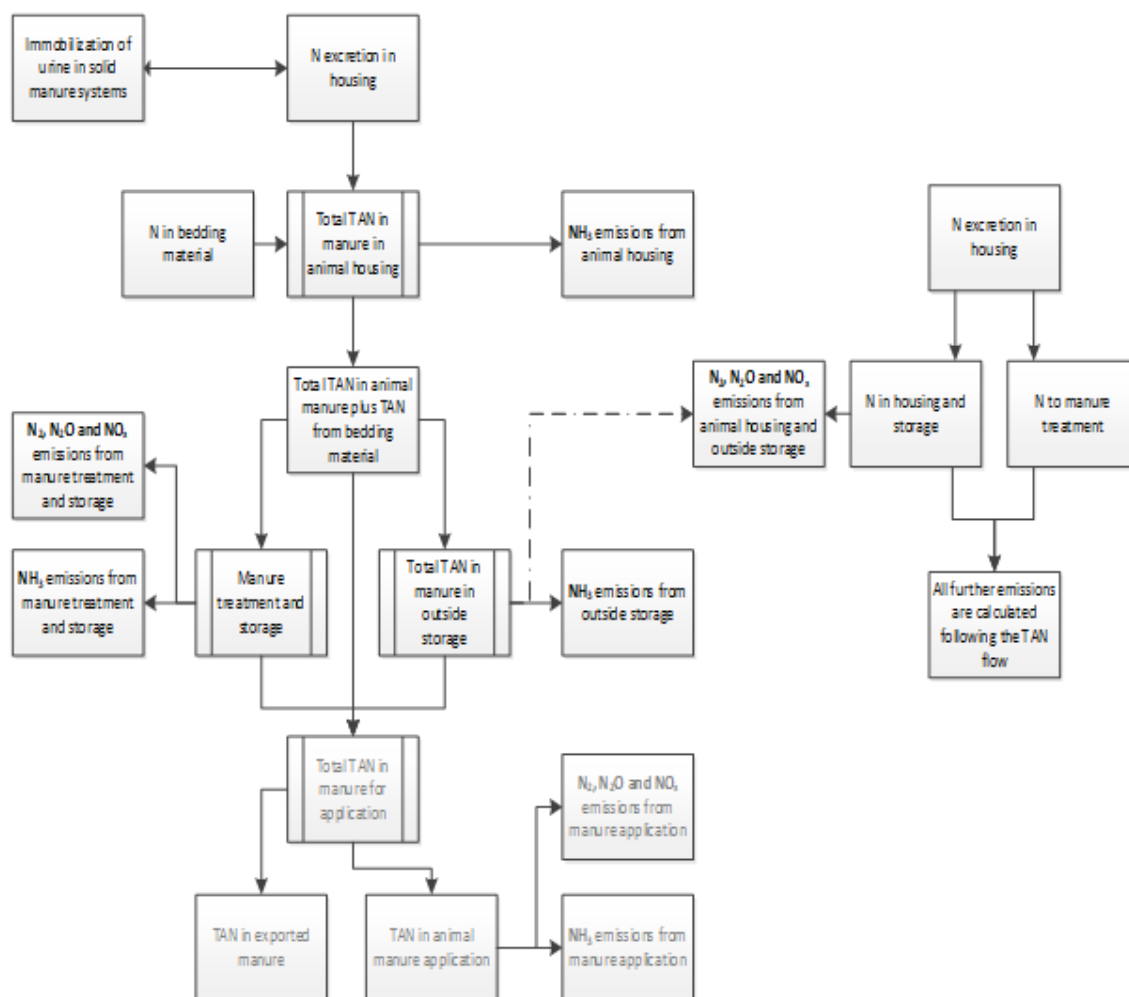 Immobilization of
urine in solid
manure systems
N excretion in
housing
N in bedding
material
Total TAN in
manure in
animal housing
NH₃ emissions from
animal housing
N excretion in
housing
Total TAN in animal
manure plus TAN
from bedding
material
N₂, N₂O and NOₓ
emissions from
animal housing and
outside storage
N in housing and
storage
N to manure
treatment
N₂, N₂O and NOₓ
emissions from
manure treatment
and storage
NH₃ emissions from
manure treatment
and storage
Manure
treatment and
storage
Total TAN in
manure in
outside
storage
NH₃ emissions from
outside storage
All further emissions
are calculated
following the TAN
flow
Total TAN in
manure for
application
N₂, N₂O and NOₓ
emissions from
manure application
TAN in exported
manure
TAN in animal
manure application
NH₃ emissions from
manure application